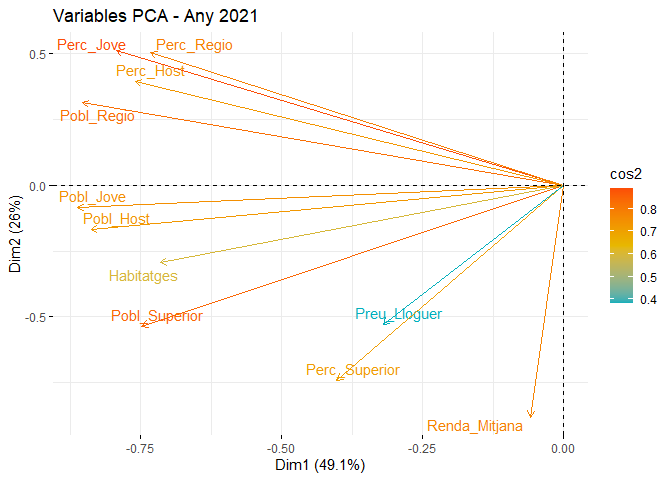 Variables PCA - Any 2021
Perc_Jove
Perc_Regio
Perc_Host
Pobl_Regio
Pobl_Jove
Pobl_Host
Habitatges
Pobl_Superior
Preu_Lloguer
Perc_Superior
Renda_Mitjana
0.5
0.0
-0.5
Dim2 (26%)
-0.75
-0.50
-0.25
0.00
Dim1 (49.1%)
cos2
0.8
0.7
0.6
0.5
0.4